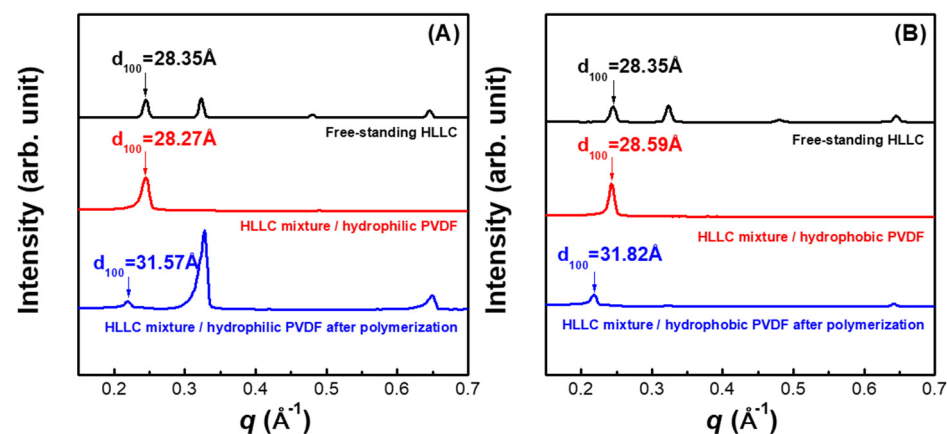 (A)
Intensity (arb. unit)
d100=28.35Å
Free-standing HLLC
d100=28.27Å
HLLC mixture / hydrophilic PVDF
d100=31.57Å
HLLC mixture / hydrophilic PVDF after polymerization
0.2 0.3 0.4 0.5 0.6 0.7
q (Å-1)
(B)
Intensity (arb. unit)
d100=28.35Å
Free-standing HLLC
d100=28.59Å
HLLC mixture / hydrophobic PVDF
d100=31.82Å
HLLC mixture / hydrophobic PVDF after polymerization
0.2 0.3 0.4 0.5 0.6 0.7
q (Å-1)